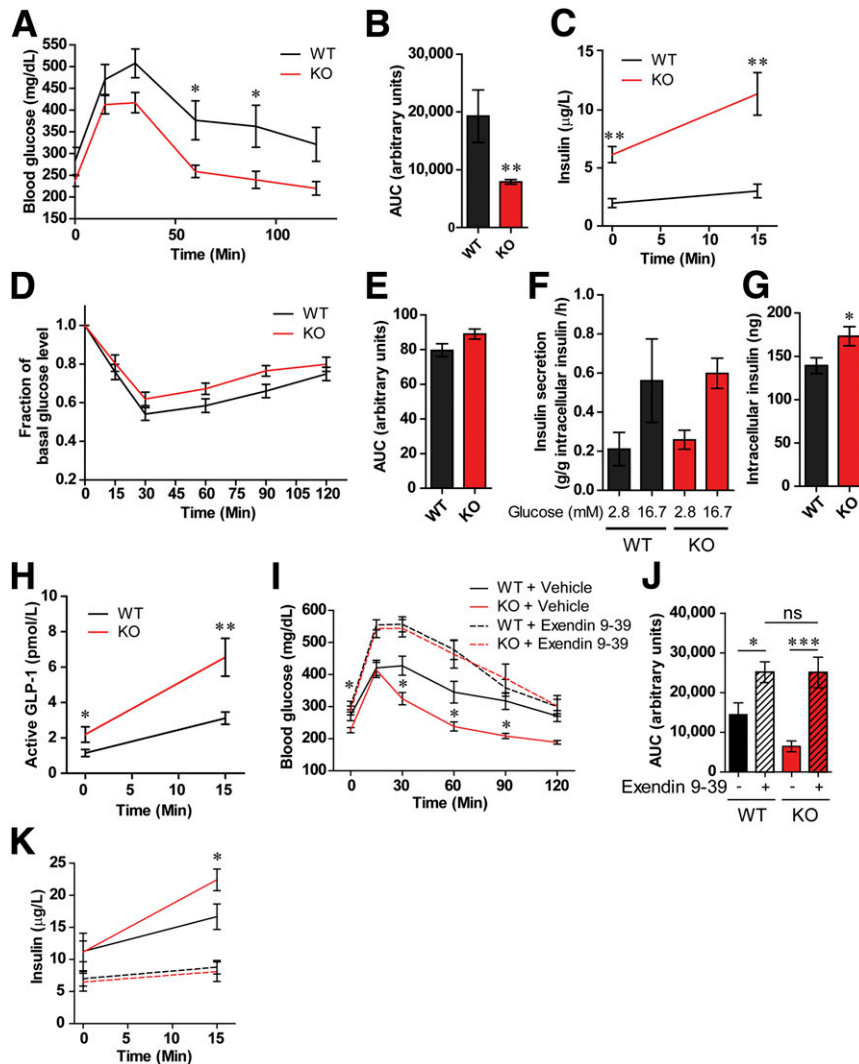 A
Blood glucose (mg/dL)
550
500
450
400
350
300
250
200
150
0
50
100
Time (Min)
WT
KO
*
*
B
AUC (arbitrary units)
30,000
20,000
10,000
0
**
WT
KO
C
Insulin (µg/L)
15
10
5
0
WT
KO
**
**
0
5
10
15
Time (Min)
D
Fraction of
basal glucose level
1.0
0.8
0.6
0.4
0.2
WT
KO
0
15
30
45
60
75
90
105
120
Time (Min)
E
AUC (arbitrary units)
100
80
60
40
20
0
WT
KO
F
Insulin secretion
(g/g intracellular insulin /h)
1.0
0.8
0.6
0.4
0.2
0
Glucose (mM)
2.8
16.7
2.8
16.7
WT
KO
G
Intracellular insulin (ng)
200
150
100
50
0
*
WT
KO
H
Active GLP-1 (pmol/L)
10
8
6
4
2
0
WT
KO
*
**
0
5
10
15
Time (Min)
I
Blood glucose (mg/dL)
600
500
400
300
200
100
WT + Vehicle
KO + Vehicle
WT + Exendin 9-39
KO + Exendin 9-39
*
*
*
*
0
30
60
90
120
Time (Min)
J
AUC (arbitrary units)
40,000
30,000
20,000
10,000
0
ns
*
***
Exendin 9-39
-
+
-
+
WT
KO
K
Insulin (µg/L)
25
20
15
10
5
0
*
0
5
10
15
Time (Min)